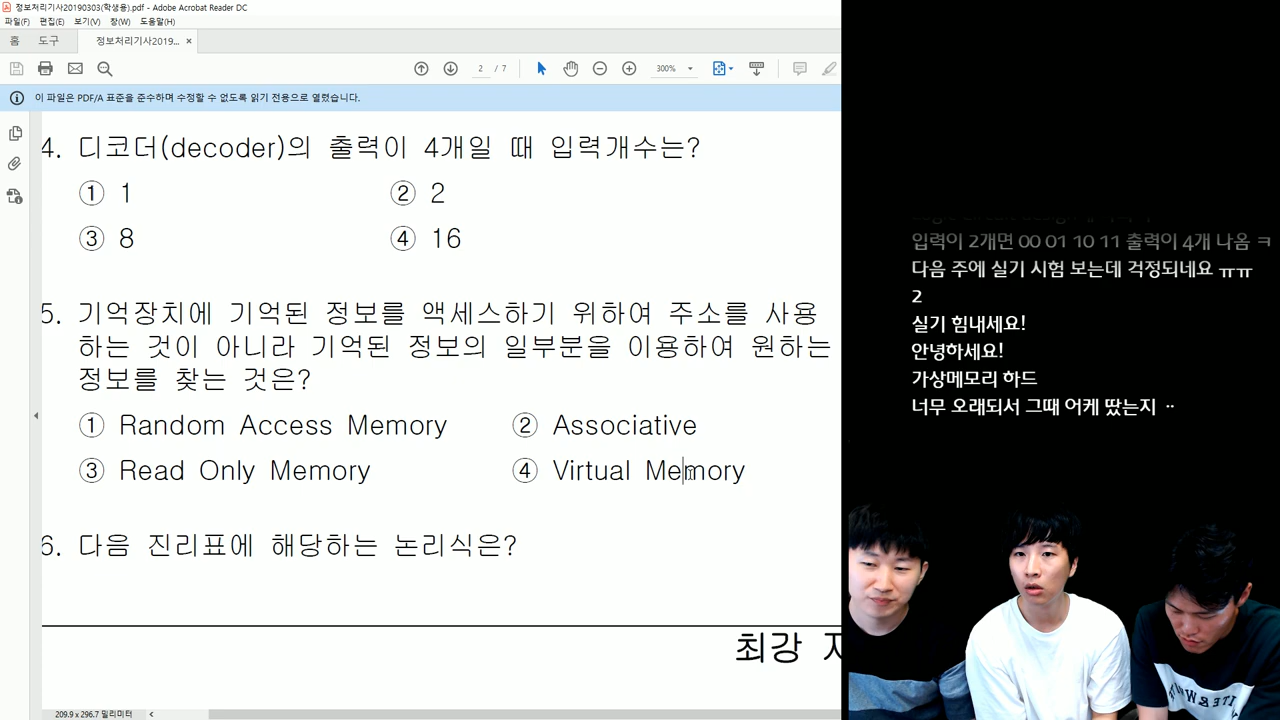 정보처리기사20190303(학생용).pdf - Adobe Acrobat Reader DC
파일(F) 편집(E) 보기(V) 창(W) 도움말(H)
홈 도구 정보처리기사2019... ×
2 / 7 300%
이 파일은 PDF/A 표준을 준수하며 수정할 수 없도록 읽기 전용으로 열렸습니다.
4. 디코더(decoder)의 출력이 4개일 때 입력개수는?
① 1 ② 2
③ 8 ④ 16
5. 기억장치에 기억된 정보를 액세스하기 위하여 주소를 사용
하는 것이 아니라 기억된 정보의 일부분을 이용하여 원하는
정보를 찾는 것은?
① Random Access Memory ② Associative
③ Read Only Memory ④ Virtual Memory
6. 다음 진리표에 해당하는 논리식은?
최강
209.9 x 296.7 밀리미터
입력이 2개면 00 01 10 11 출력이 4개 나옴 ㅋ
다음 주에 실기 시험 보는데 걱정되네요 ㅠㅠ
2
실기 힘내세요!
안녕하세요!
가상메모리 하드
너무 오래되서 그때 어케 땄는지 ··